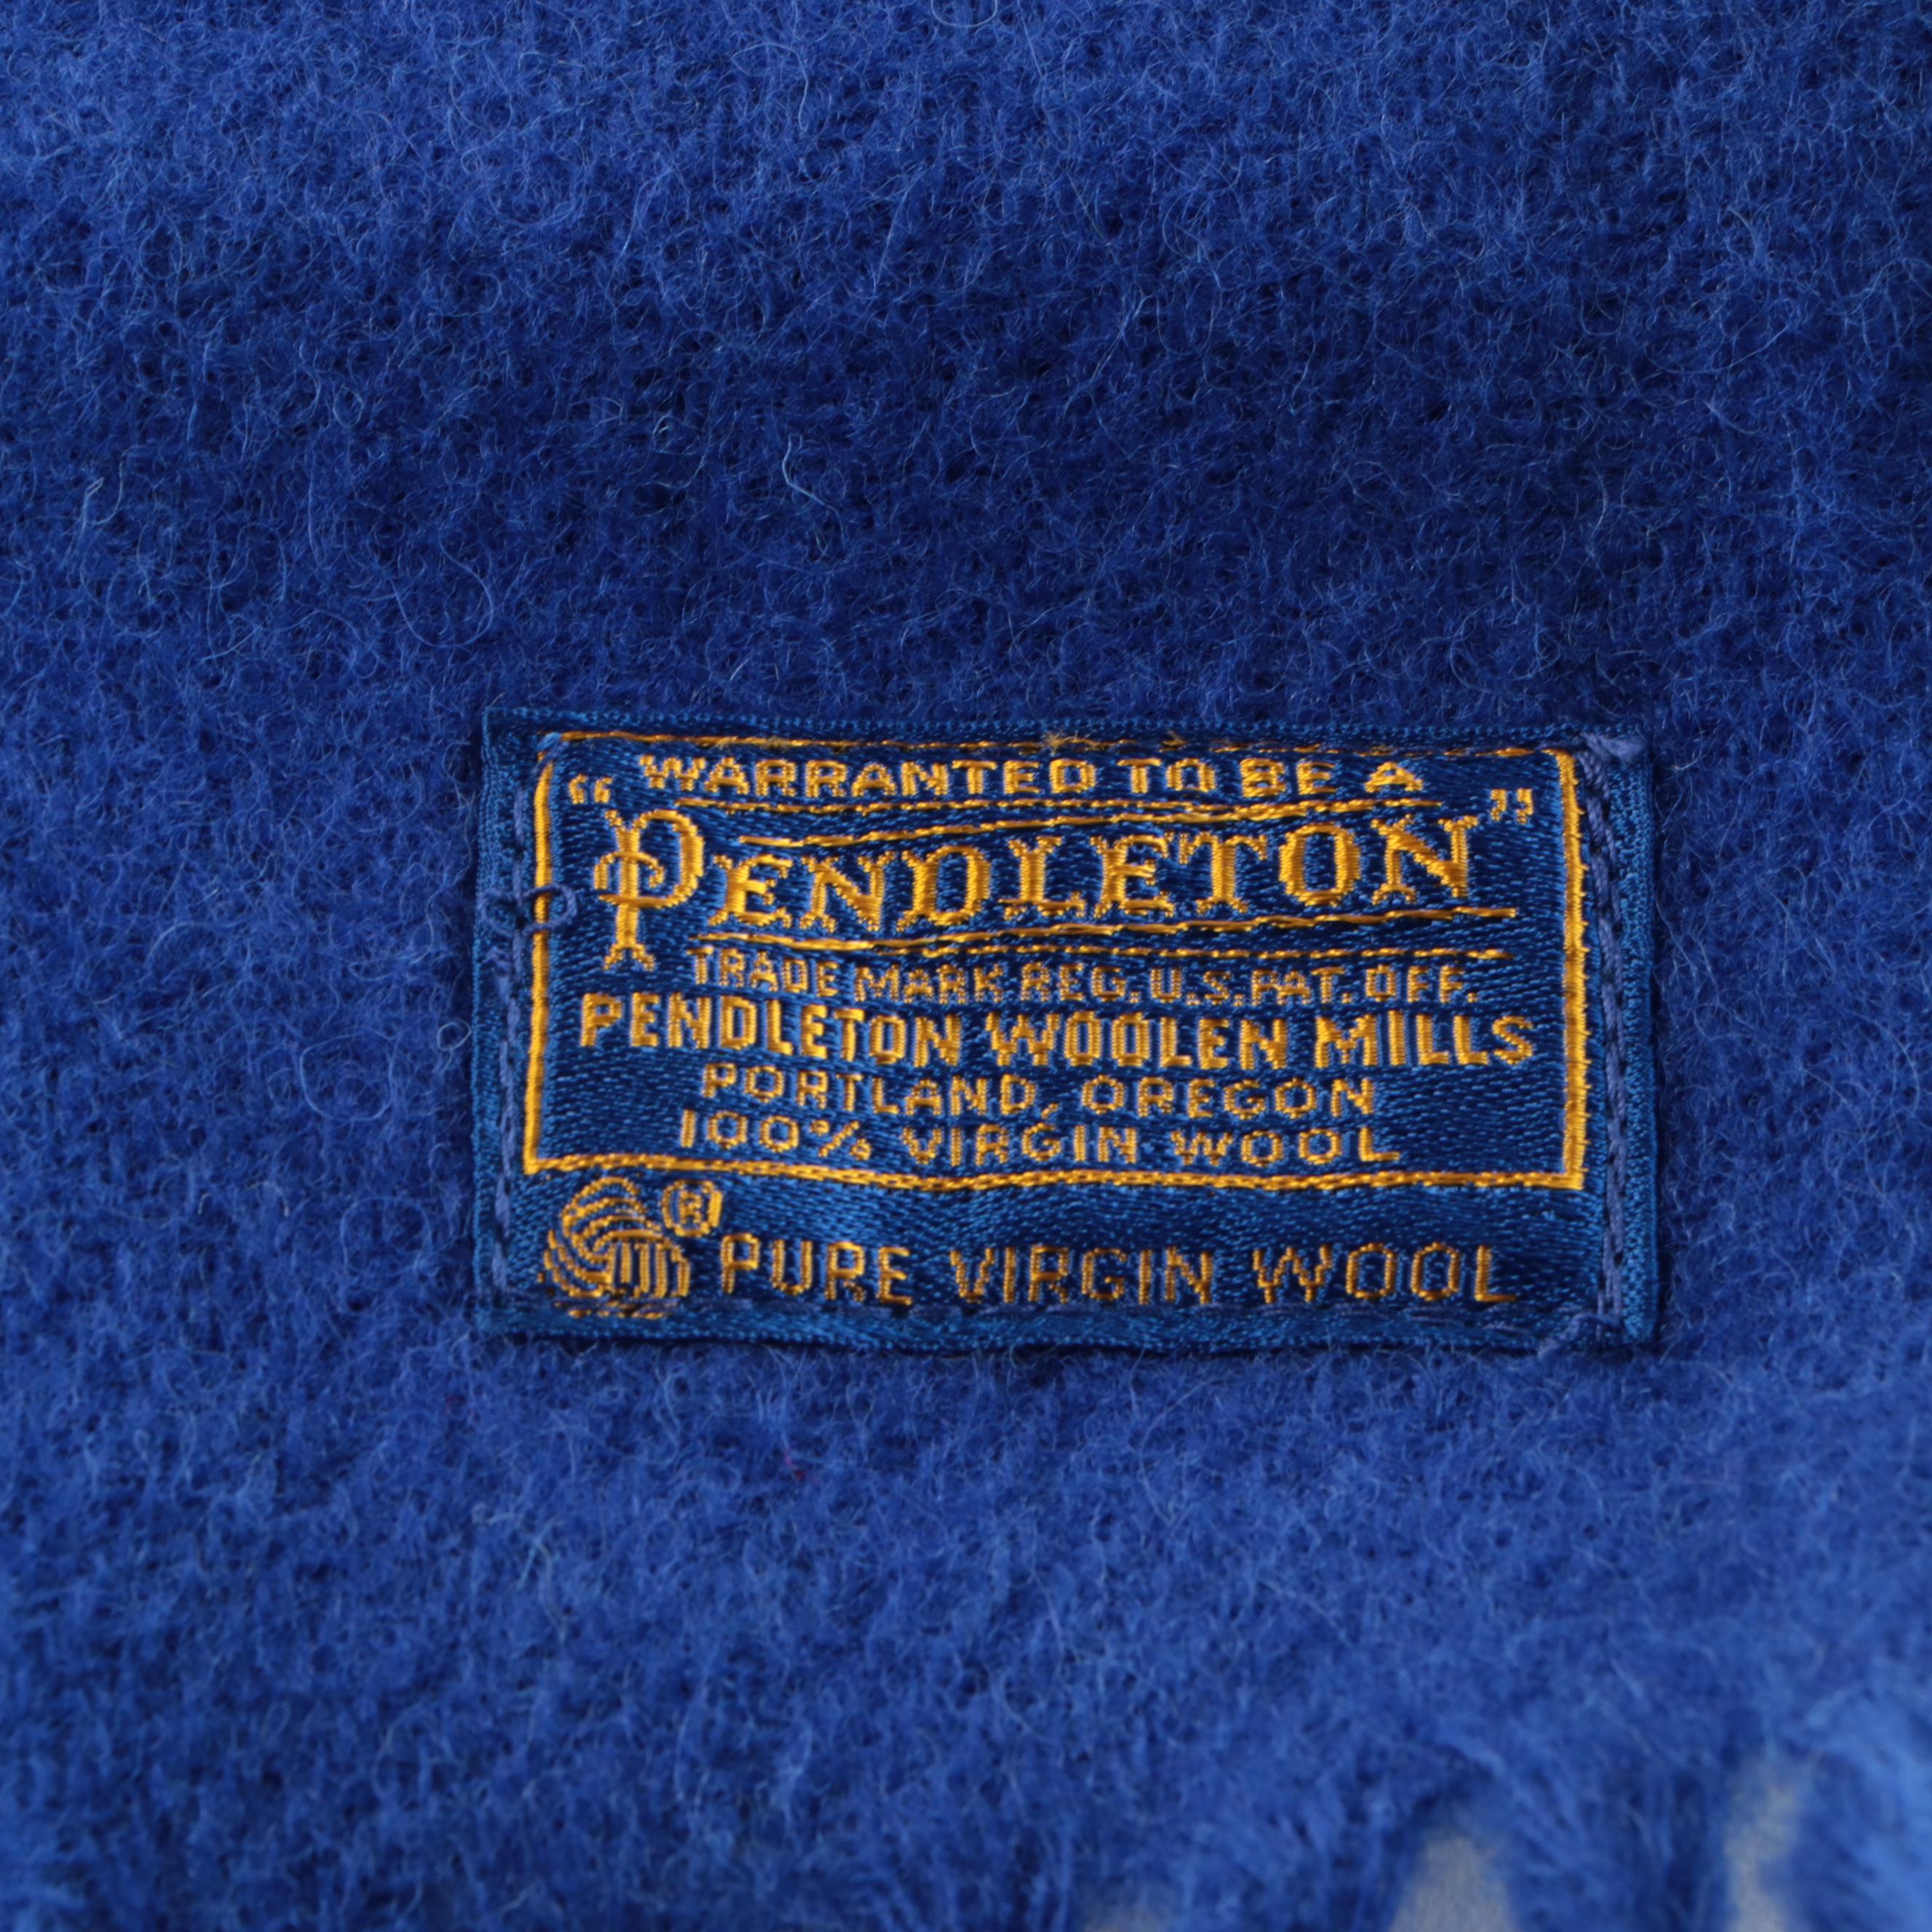 WARRANTED TO BE A
"PENDLETON"
TRADE MARK REG. U.S. PAT. OFF.
PENDLETON WOOLEN MILLS
PORTLAND, OREGON
100% VIRGIN WOOL
® PURE VIRGIN WOOL